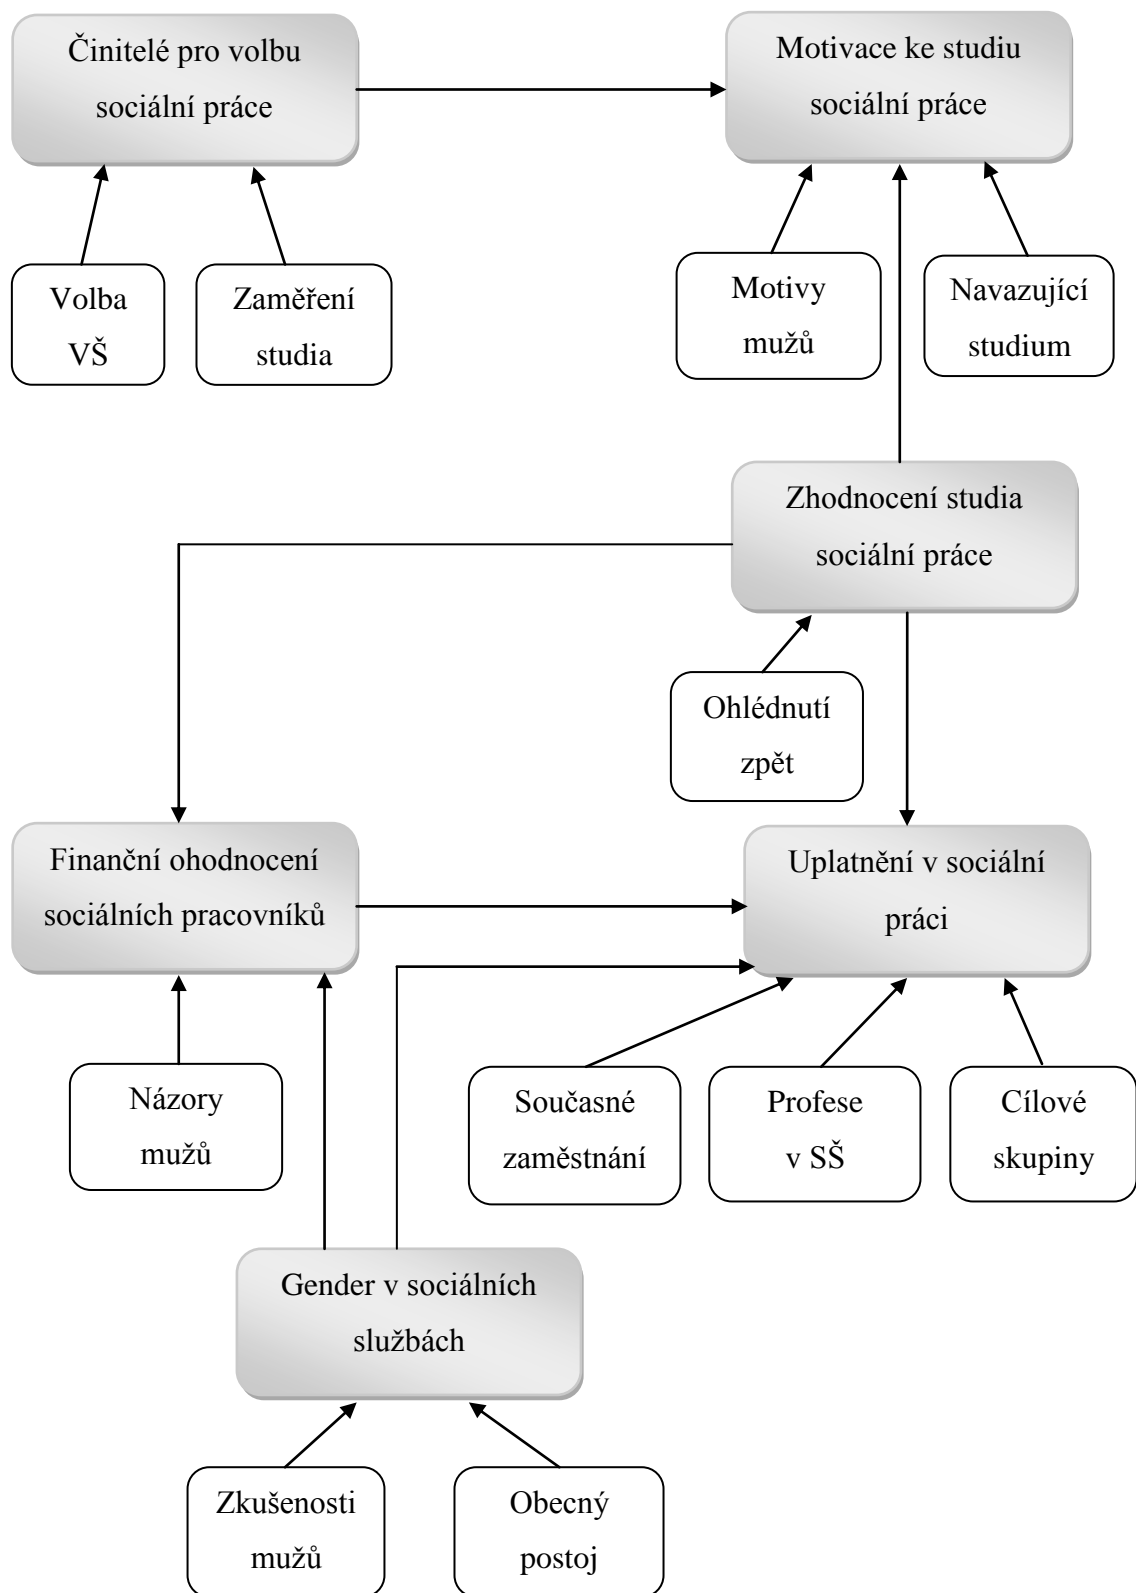 Činitelé pro volbu
sociální práce
Motivace ke studiu
sociální práce
Volba
VŠ
Zaměření
studia
Motivy
mužů
Navazující
studium
Zhodnocení studia
sociální práce
Ohlédnutí
zpět
Finanční ohodnocení
sociálních pracovníků
Uplatnění v sociální
práci
Názory
mužů
Současné
zaměstnání
Profese
v SŠ
Cílové
skupiny
Gender v sociálních
službách
Zkušenosti
mužů
Obecný
postoj